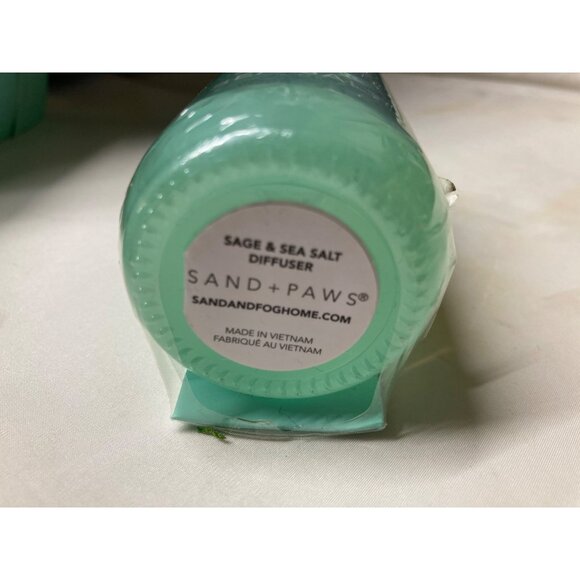 SAGE & SEA SALT
DIFFUSER
SAND + PAWS®
SANDANDFOGHOME.COM
MADE IN VIETNAM
FABRIQUÉ AU VIETNAM